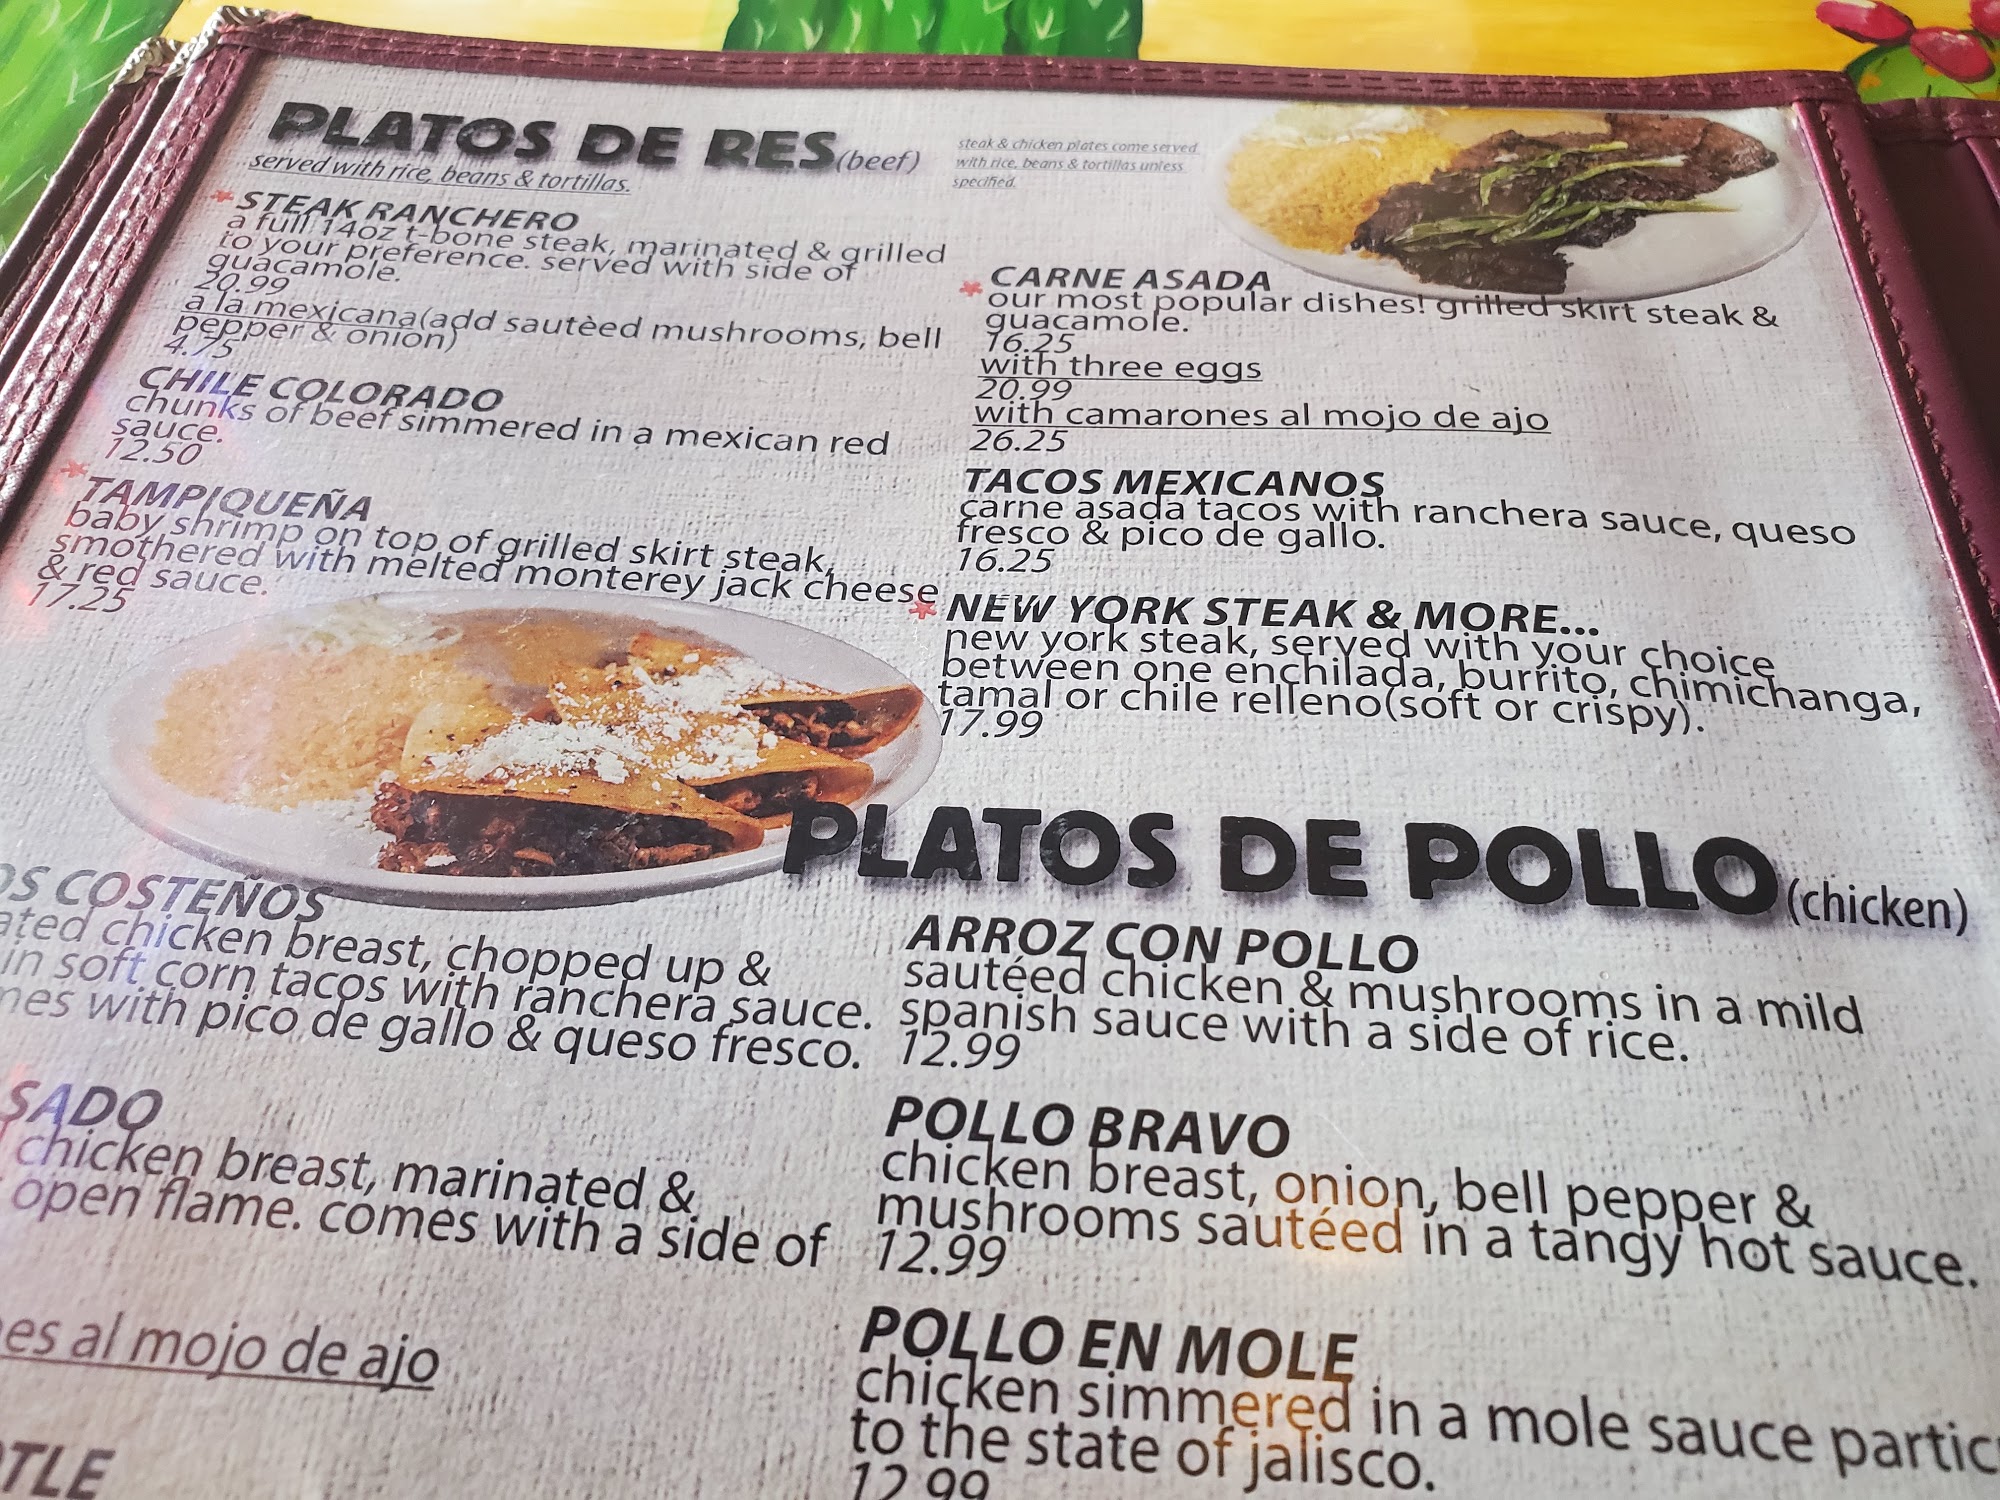 PLATOS DE RES (beef)
served with rice, beans & tortillas.
steak & chicken plates come served
with rice, beans & tortillas unless
specified.
*STEAK RANCHERO
a full 14oz t-bone steak, marinated & grilled
to your preference. served with side of
guacamole.
20.99
a la mexicana(add sautèed mushrooms, bell
pepper & onion)
4.75
CHILE COLORADO
chunks of beef simmered in a mexican red
sauce.
12.50
*TAMPIQUEÑA
baby shrimp on top of grilled skirt steak,
smothered with melted monterey jack cheese
& red sauce.
17.25
*CARNE ASADA
our most popular dishes! grilled skirt steak &
guacamole.
16.25
with three eggs
20.99
with camarones al mojo de ajo
26.25
TACOS MEXICANOS
carne asada tacos with ranchera sauce, queso
fresco & pico de gallo.
16.25
*NEW YORK STEAK & MORE...
new york steak, served with your choice
between one enchilada, burrito, chimichanga,
tamal or chile relleno(soft or crispy).
17.99
PLATOS DE POLLO (chicken)
COSTEÑOS
chicken breast, chopped up &
in soft corn tacos with ranchera sauce.
with pico de gallo & queso fresco.
chicken breast, marinated &
open flame. comes with a side of
al mojo de ajo
ARROZ CON POLLO
sautéed chicken & mushrooms in a mild
spanish sauce with a side of rice.
12.99
POLLO BRAVO
chicken breast, onion, bell pepper &
mushrooms sautéed in a tangy hot sauce.
12.99
POLLO EN MOLE
chicken simmered in a mole sauce
to the state of jalisco.
12.99